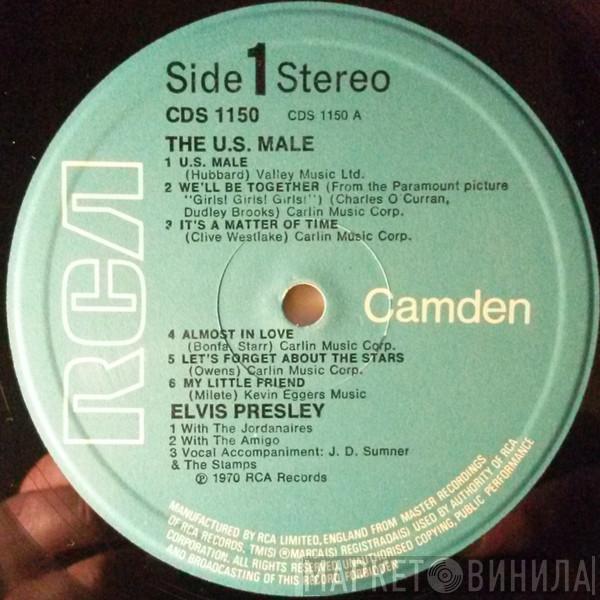 Side 1 Stereo
CDS 1150 CDS 1150 A
THE U.S. MALE
1 U.S. MALE
(Hubbard) Valley Music Ltd.
2 WE'LL BE TOGETHER (From the Paramount picture
"Girls! Girls! Girls!") (Charles O'Curran,
Dudley Brooks) Carlin Music Corp.
3 IT'S A MATTER OF TIME
(Clive Westlake) Carlin Music Corp.
RCA
Camden
4 ALMOST IN LOVE
(Bonfa, Starr) Carlin Music Corp.
5 LET'S FORGET ABOUT THE STARS
(Owens) Carlin Music Corp.
6 MY LITTLE FRIEND
(Milete) Kevin Eggers Music
ELVIS PRESLEY
1 With The Jordanaires
2 With The Amigo
3 Vocal Accompaniment: J. D. Sumner
& The Stamps
℗ 1970 RCA Records
MANUFACTURED BY RCA LIMITED, ENGLAND FROM MASTER RECORDINGS
OF RCA RECORDS. TM(S) ® MARCA(S) REGISTRADA(S) USED BY AUTHORITY OF RCA
CORPORATION. ALL RIGHTS RESERVED. UNAUTHORISED COPYING, PUBLIC PERFORMANCE
AND BROADCASTING OF THIS RECORD FORBIDDEN
МАРКЕТ ВИНИЛА